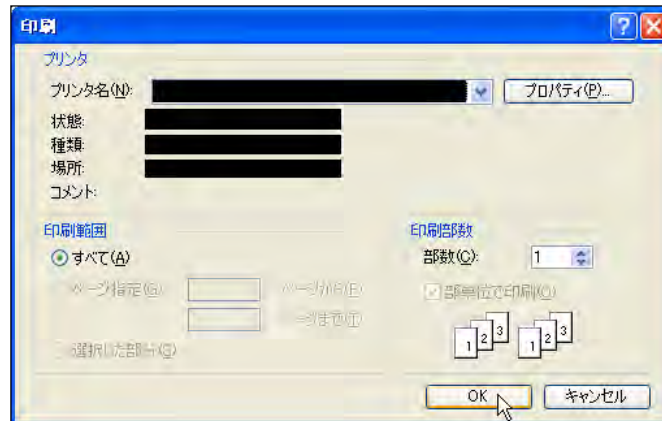 印刷
プリンタ
プリンタ名(N):
プロパティ(P)...
状態:
種類:
場所:
コメント:
印刷範囲
印刷部数
すべて(A)
部数(C):
1
ページ指定(G)
ページから(F)
部単位で印刷(O)
ページまで(T)
選択した部分(S)
1 2 3
1 2 3
OK
キャンセル